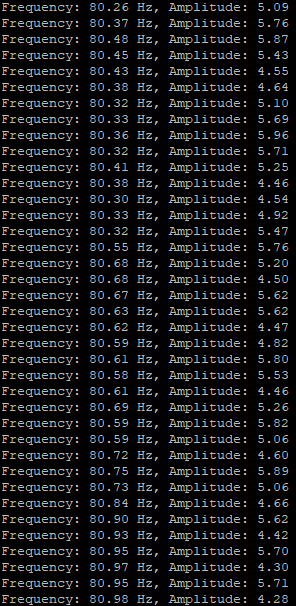 Frequency: 80.26 Hz, Amplitude: 5.09
Frequency: 80.37 Hz, Amplitude: 5.76
Frequency: 80.48 Hz, Amplitude: 5.87
Frequency: 80.45 Hz, Amplitude: 5.43
Frequency: 80.43 Hz, Amplitude: 4.55
Frequency: 80.38 Hz, Amplitude: 4.64
Frequency: 80.32 Hz, Amplitude: 5.10
Frequency: 80.33 Hz, Amplitude: 5.69
Frequency: 80.36 Hz, Amplitude: 5.96
Frequency: 80.32 Hz, Amplitude: 5.71
Frequency: 80.41 Hz, Amplitude: 5.25
Frequency: 80.38 Hz, Amplitude: 4.46
Frequency: 80.30 Hz, Amplitude: 4.54
Frequency: 80.33 Hz, Amplitude: 4.92
Frequency: 80.32 Hz, Amplitude: 5.47
Frequency: 80.55 Hz, Amplitude: 5.76
Frequency: 80.68 Hz, Amplitude: 5.20
Frequency: 80.68 Hz, Amplitude: 4.50
Frequency: 80.67 Hz, Amplitude: 5.62
Frequency: 80.63 Hz, Amplitude: 5.62
Frequency: 80.62 Hz, Amplitude: 4.47
Frequency: 80.59 Hz, Amplitude: 4.82
Frequency: 80.61 Hz, Amplitude: 5.80
Frequency: 80.58 Hz, Amplitude: 5.53
Frequency: 80.61 Hz, Amplitude: 4.46
Frequency: 80.69 Hz, Amplitude: 5.26
Frequency: 80.59 Hz, Amplitude: 5.82
Frequency: 80.59 Hz, Amplitude: 5.06
Frequency: 80.72 Hz, Amplitude: 4.60
Frequency: 80.75 Hz, Amplitude: 5.89
Frequency: 80.73 Hz, Amplitude: 5.06
Frequency: 80.84 Hz, Amplitude: 4.66
Frequency: 80.90 Hz, Amplitude: 5.62
Frequency: 80.93 Hz, Amplitude: 4.42
Frequency: 80.95 Hz, Amplitude: 5.70
Frequency: 80.97 Hz, Amplitude: 4.30
Frequency: 80.95 Hz, Amplitude: 5.71
Frequency: 80.98 Hz, Amplitude: 4.28